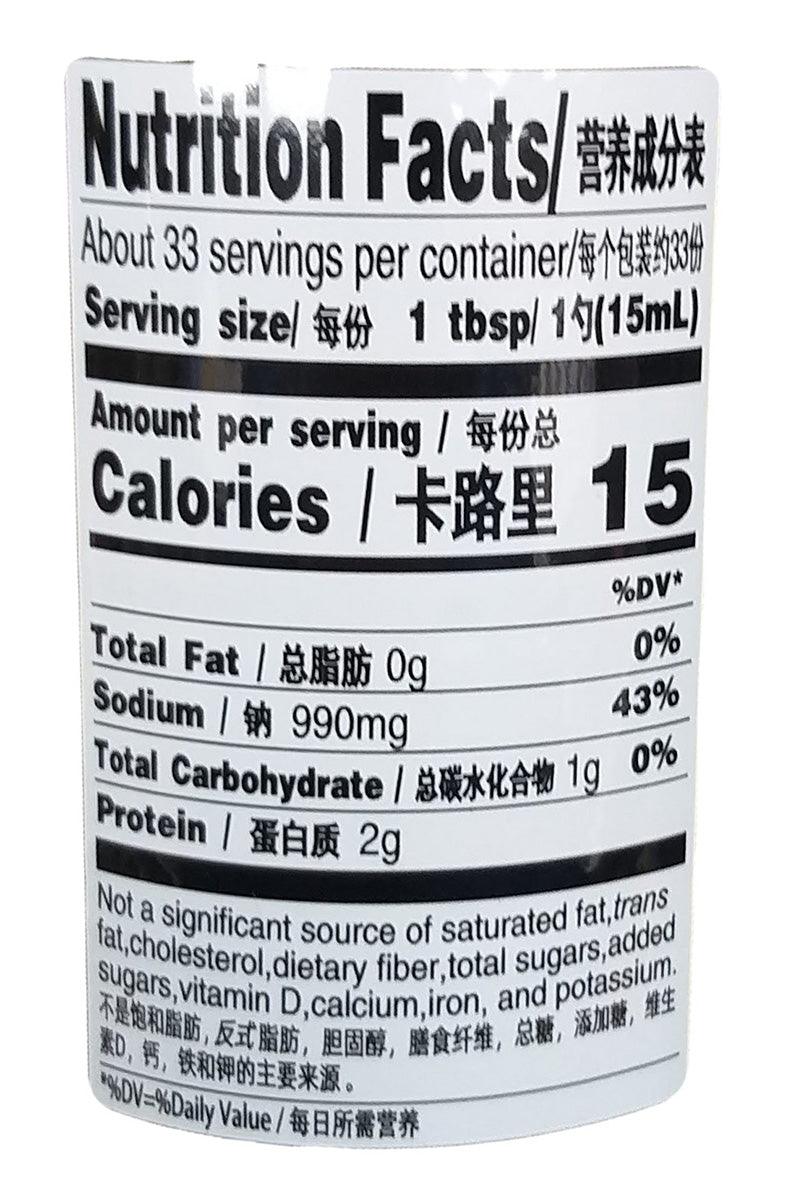 Nutrition Facts/营养成分表
About 33 servings per container/每个包装约33份
Serving size/ 每份 1 tbsp/ 1勺(15mL)
Amount per serving / 每份总
Calories / 卡路里 15
%DV*
Total Fat / 总脂肪 0g 0%
Sodium / 钠 990mg 43%
Total Carbohydrate / 总碳水化合物 1g 0%
Protein / 蛋白质 2g
Not a significant source of saturated fat,trans
fat,cholesterol,dietary fiber,total sugars,added
sugars,vitamin D,calcium,iron, and potassium.
不是饱和脂肪, 反式脂肪, 胆固醇, 膳食纤维, 总糖, 添加糖, 维生
素D, 钙, 铁和钾的主要来源。
*%DV=%Daily Value / 每日所需营养